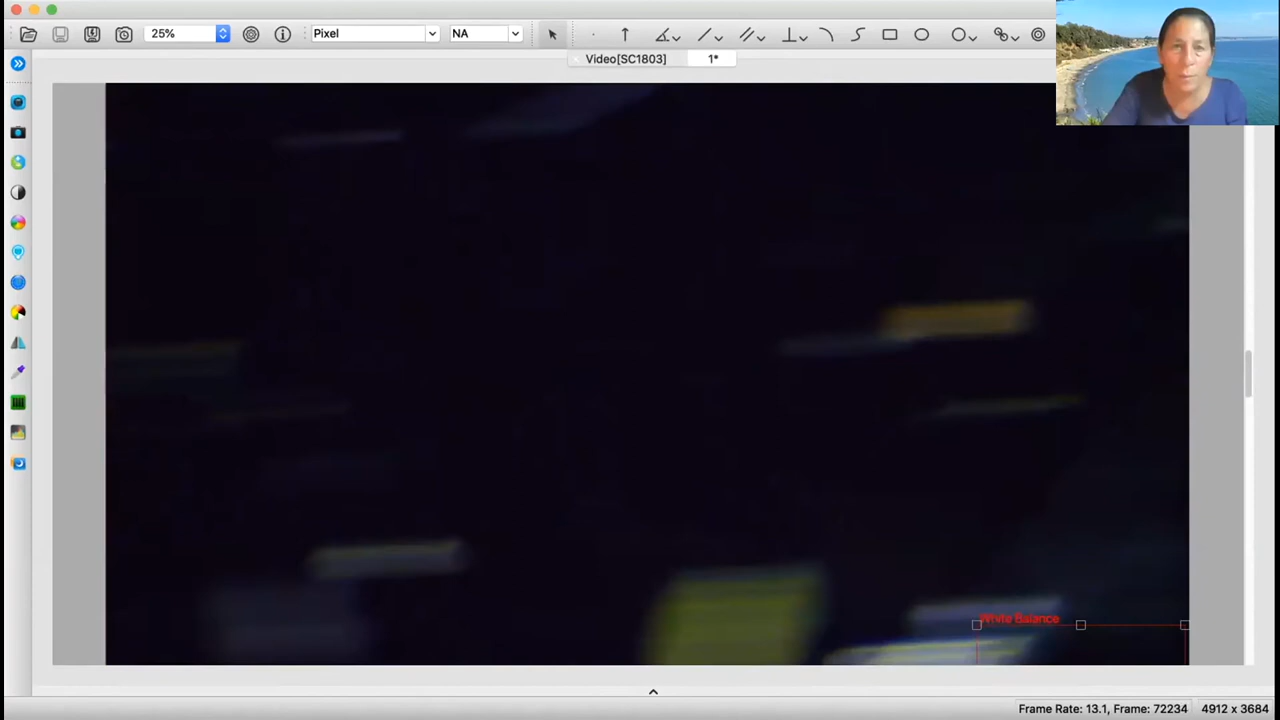 25%
Pixel
NA
Video[SC1803]
1*
White Balance
Frame Rate: 13.1, Frame: 72234
4912 x 3684